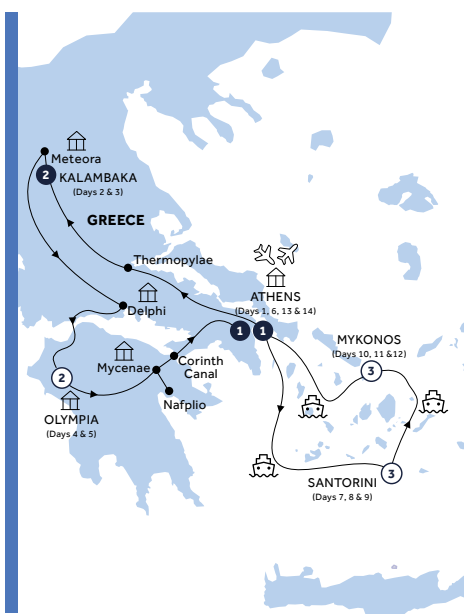 Meteora
2
KALAMBAKA
(Days 2 & 3)
GREECE
Thermopylae
ATHENS
(Days 1, 6, 13 & 14)
Delphi
1
1
MYKONOS
(Days 10, 11 &12)
3
Mycenae
Corinth
Canal
2
Nafplio
OLYMPIA
(Days 4 & 5)
3
SANTORINI
(Days 7, 8 & 9)